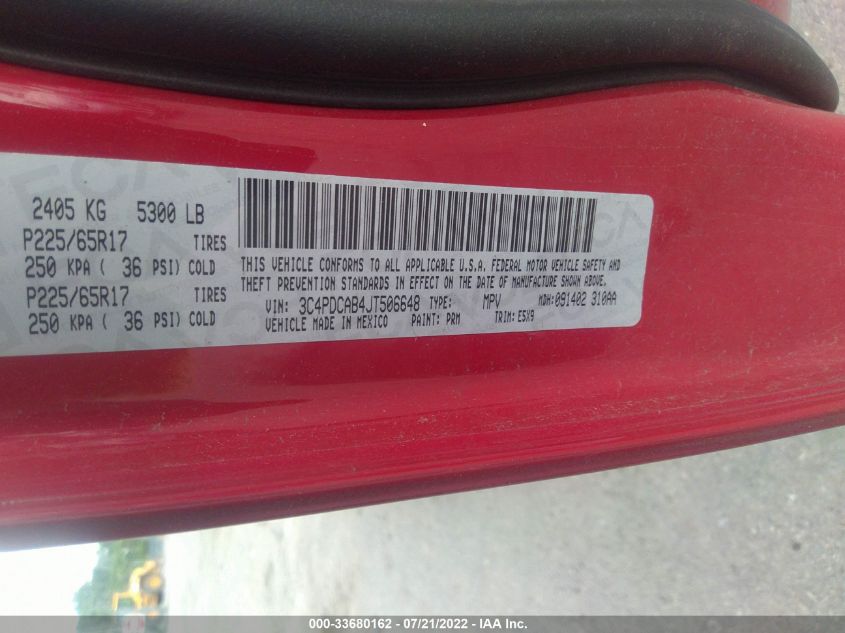 2405 KG 5300 LB
P225/65R17 TIRES
250 KPA ( 36 PSI) COLD
P225/65R17 TIRES
250 KPA ( 36 PSI) COLD
THIS VEHICLE CONFORMS TO ALL APPLICABLE U.S.A. FEDERAL MOTOR VEHICLE SAFETY AND
THEFT PREVENTION STANDARDS IN EFFECT ON THE DATE OF MANUFACTURE SHOWN ABOVE.
VIN: 3C4PDCAB4JT506648 TYPE: MPV MDH: 091402 310AA
VEHICLE MADE IN MEXICO PAINT: PRM TRIM: E5X9
000-33680162 - 07/21/2022 - IAA Inc.